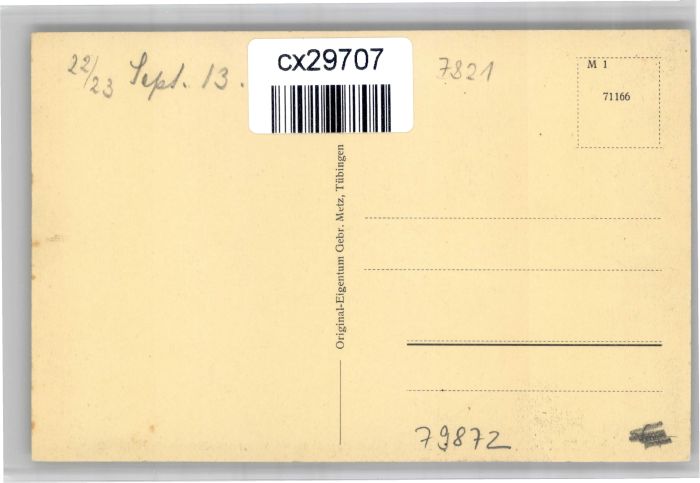 22/23 Sept. 13.
cx29707
7821
M 1
71166
Original-Eigentum Gebr. Metz, Tübingen
79872